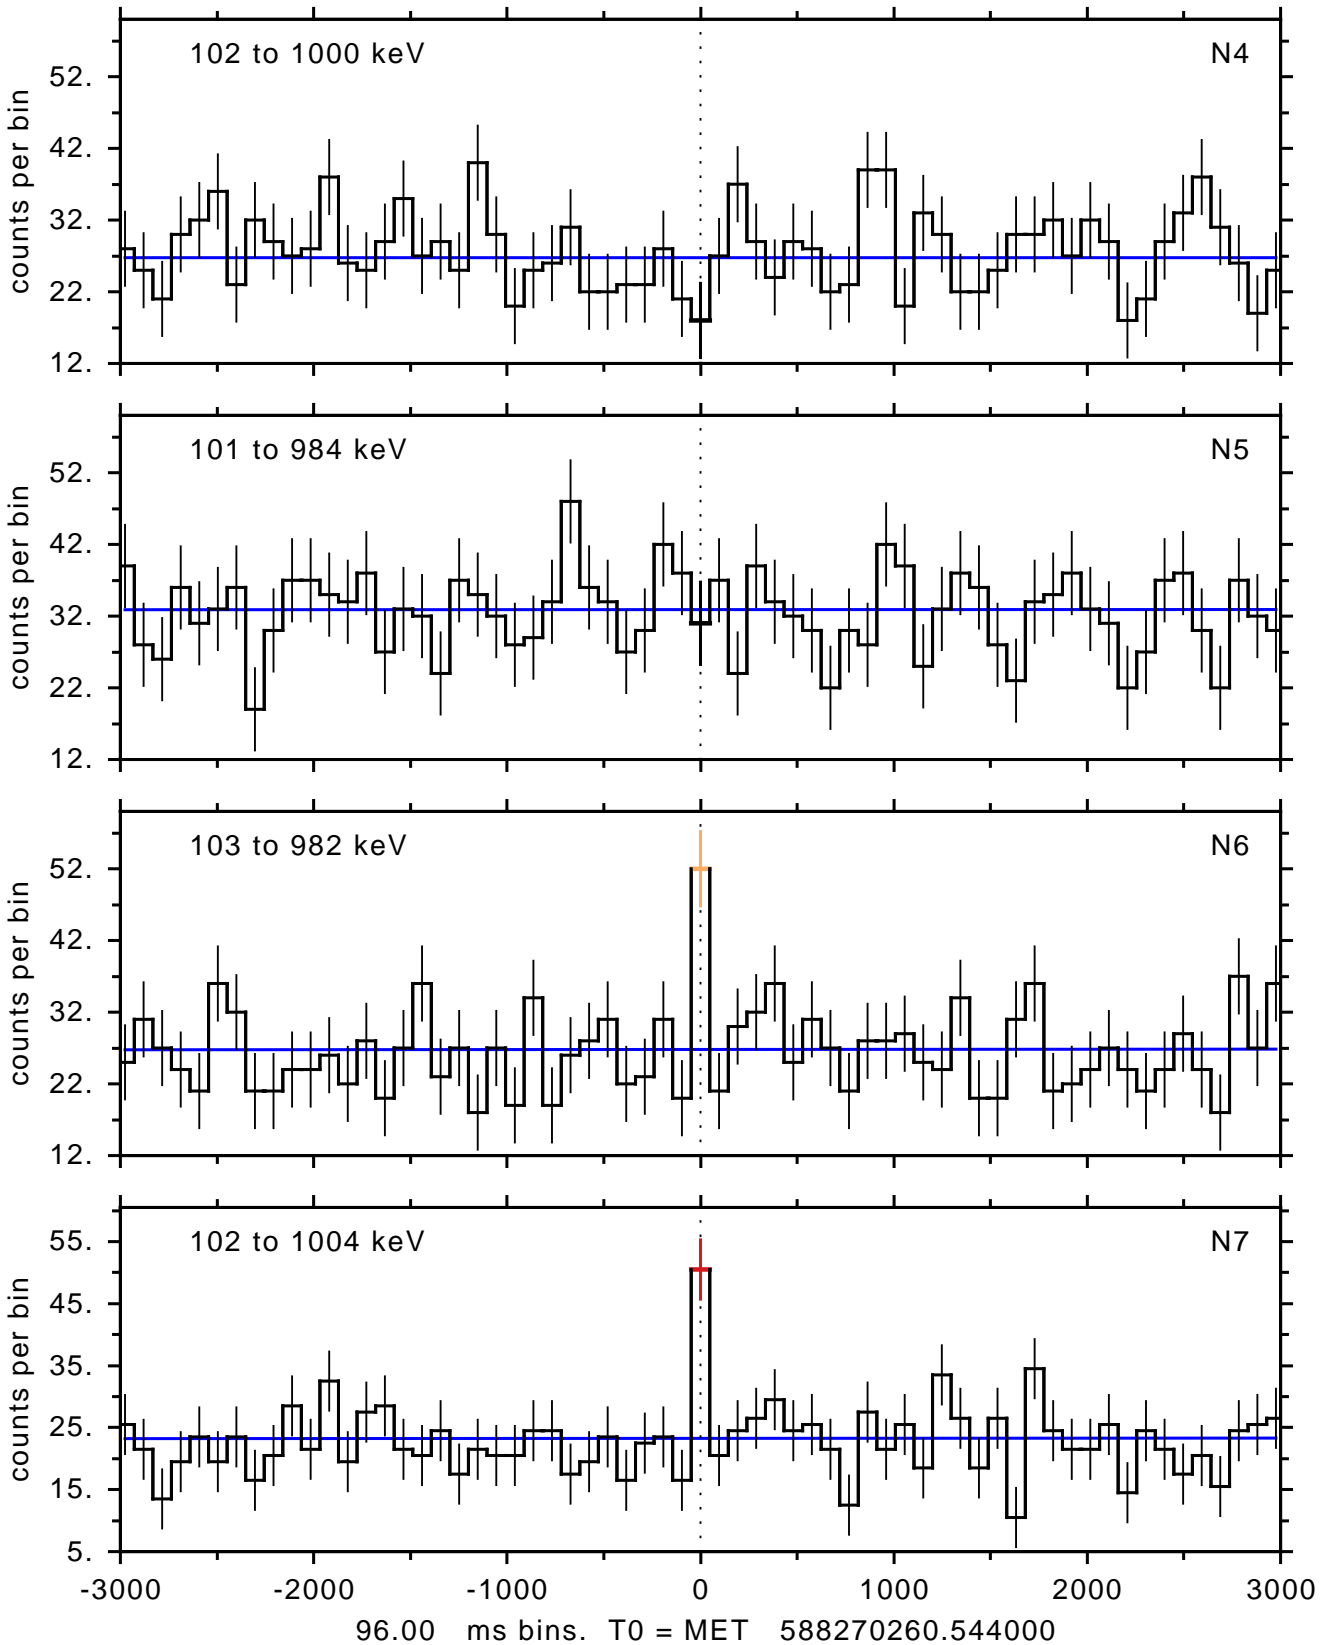 102 to 1000 keV N4
counts per bin
52.
42.
32.
22.
12.
101 to 984 keV N5
counts per bin
52.
42.
32.
22.
12.
103 to 982 keV N6
counts per bin
52.
42.
32.
22.
12.
102 to 1004 keV N7
counts per bin
55.
45.
35.
25.
15.
5.
-3000 -2000 -1000 0 1000 2000 3000
96.00 ms bins. T0 = MET 588270260.544000